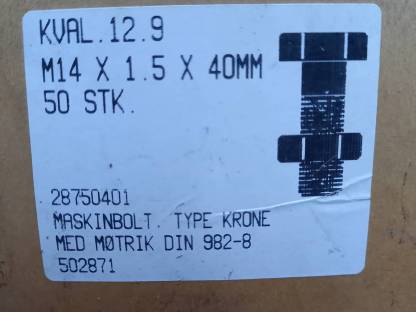 KVAL.12.9
M14 X 1.5 X 40MM
50 STK.
28750401
MASKINBOLT. TYPE KRONE
MED MØTRIK DIN 982-8
502871